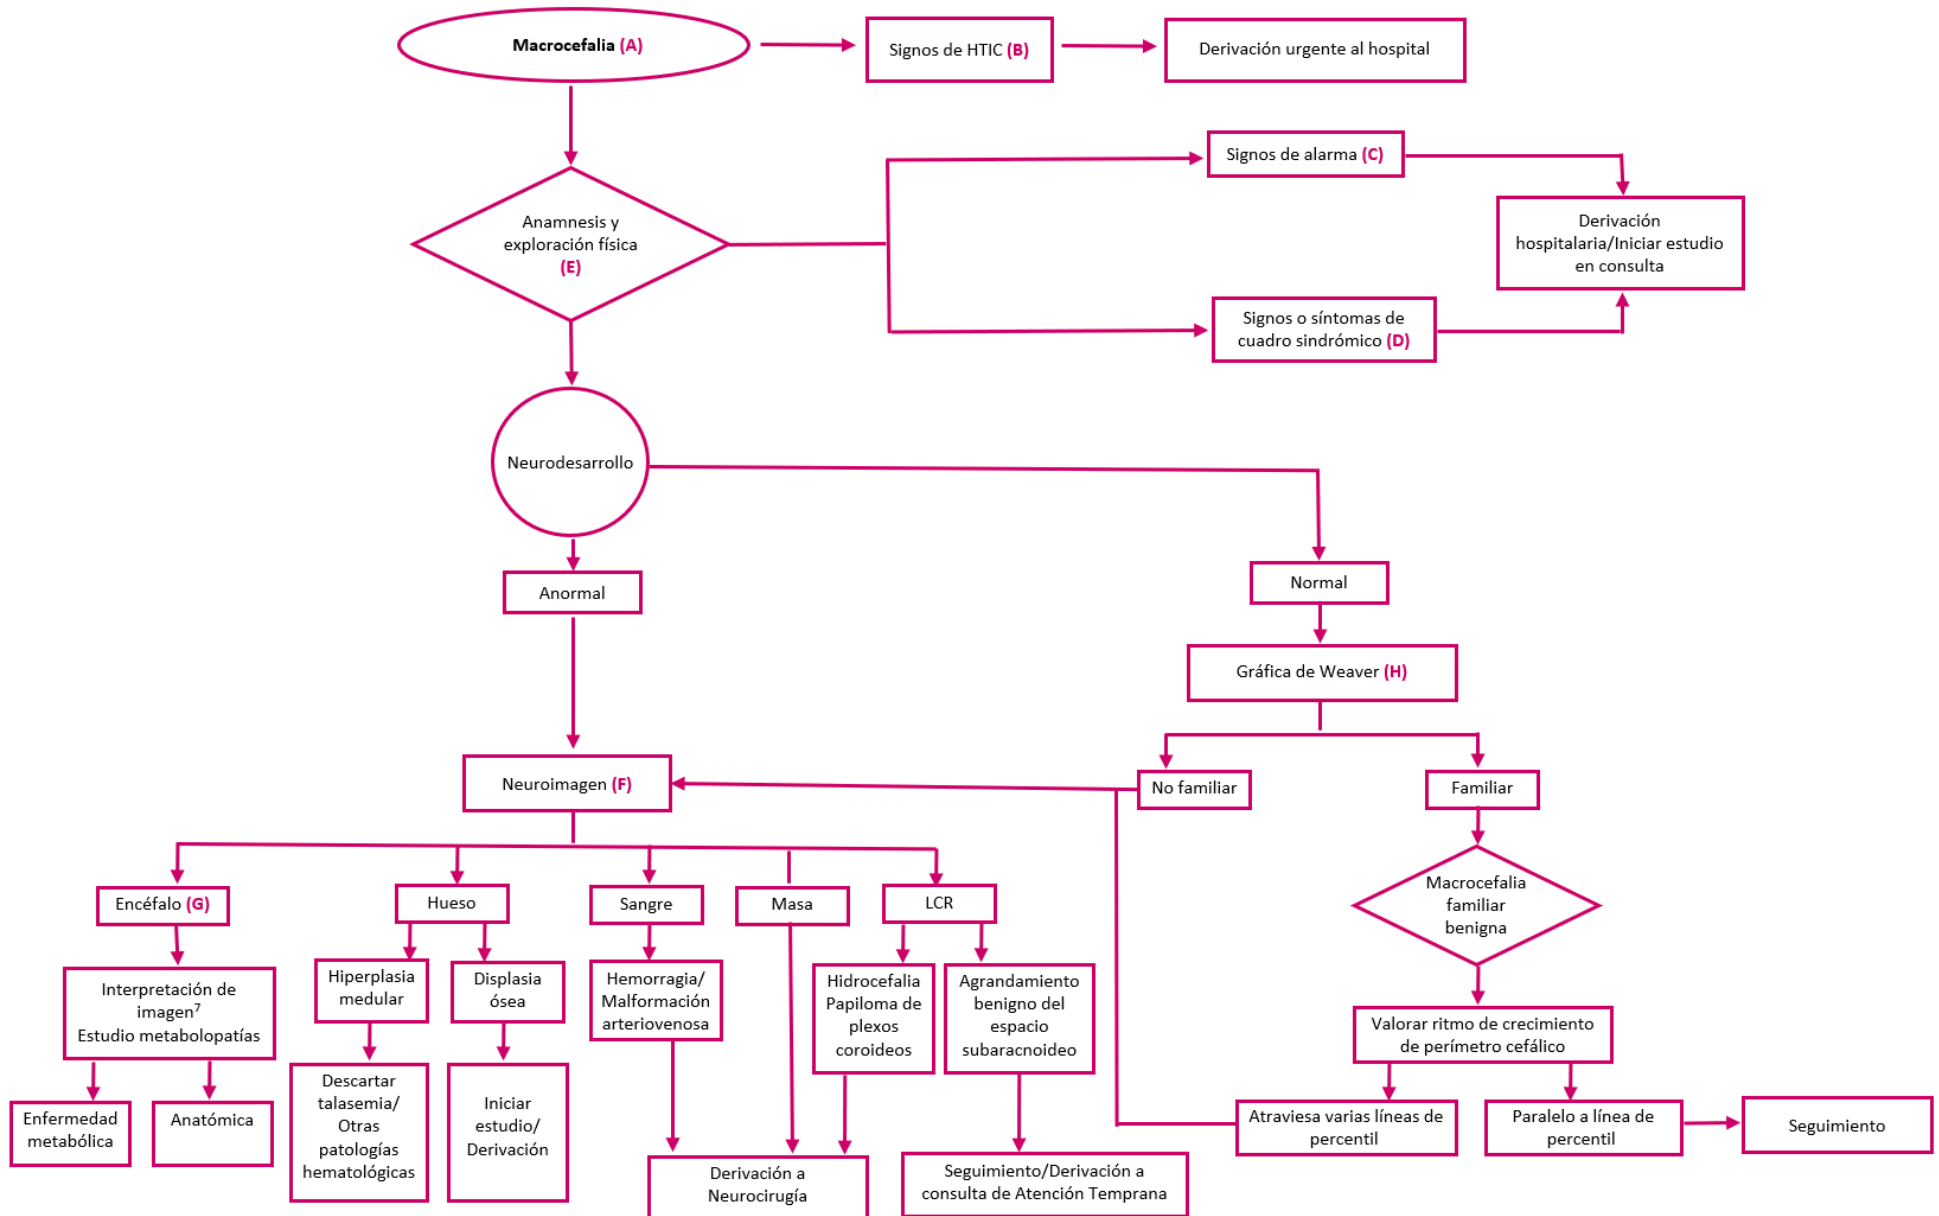 Macrocefalia (A)
Signos de HTIC (B)
Derivación urgente al hospital
Signos de alarma (C)
Anamnesis y
exploración física
(E)
Derivación
hospitalaria/Iniciar estudio
en consulta
Signos o síntomas de
cuadro sindrómico (D)
Neurodesarrollo
Anormal
Normal
Gráfica de Weaver (H)
Neuroimagen (F)
No familiar
Familiar
Encéfalo (G)
Hueso
Sangre
Masa
LCR
Macrocefalia
familiar
benigna
Interpretación de
imagen⁷
Estudio metabolopatías
Hiperplasia
medular
Displasia
ósea
Hemorragia/
Malformación
arteriovenosa
Hidrocefalia
Papiloma de
plexos
coroideos
Agrandamiento
benigno del
espacio
subaracnoideo
Valorar ritmo de crecimiento
de perímetro cefálico
Enfermedad
metabólica
Anatómica
Descartar
talasemia/
Otras
patologías
hematológicas
Iniciar
estudio/
Derivación
Derivación a
Neurocirugía
Seguimiento/Derivación a
consulta de Atención Temprana
Atraviesa varias líneas de
percentil
Paralelo a línea de
percentil
Seguimiento